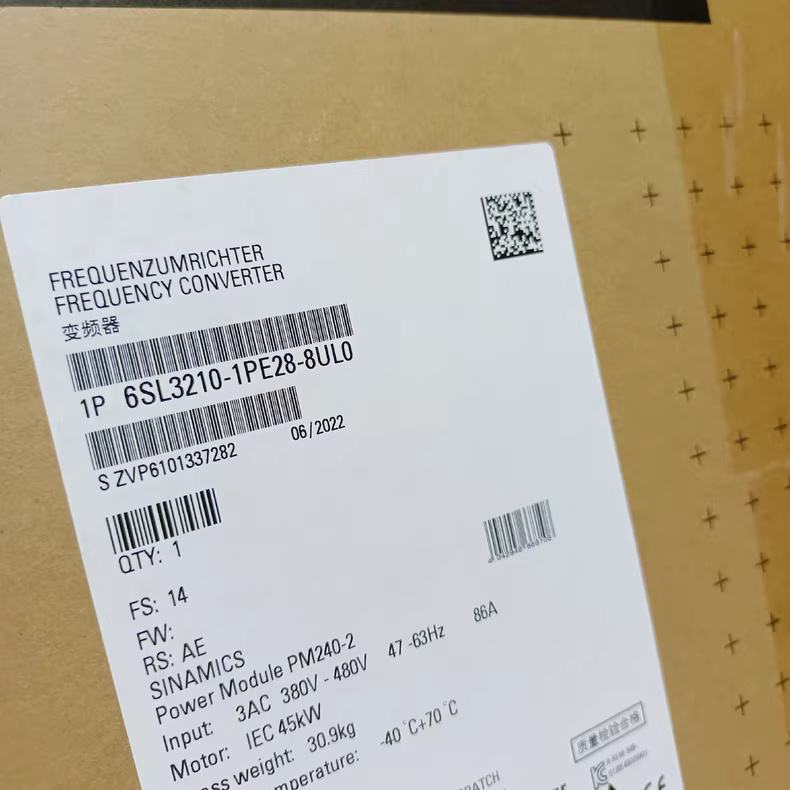 FREQUENZUMRICHTER
FREQUENCY CONVERTER
变频器
1P 6SL3210-1PE28-8UL0
S ZVP6101337282 06/2022
QTY: 1
FS: 14
FW:
RS: AE
SINAMICS
Power Module PM240-2
Input: 3AC 380V - 480V 47 -63Hz 86A
Motor: IEC 45kW
weight: 30.9kg
-40 °C+70 °C
质量检验合格